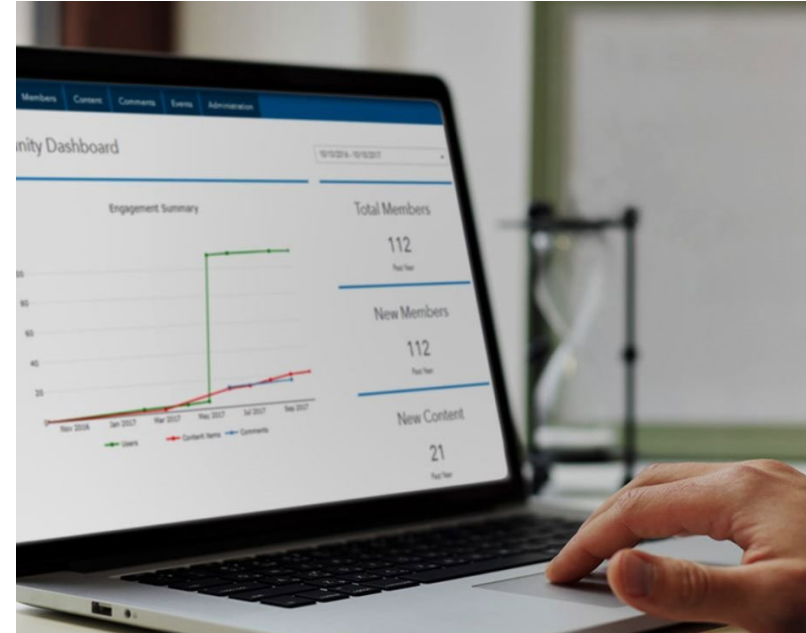 Members Content Comments Events Administration
nity Dashboard
10/10/2016 - 10/10/2017
Engagement Summary
Total Members
112
Past Year
New Members
112
Past Year
New Content
21
Past Year
80
60
40
20
0
Nov 2016 Jan 2017 Mar 2017 May 2017 Jul 2017 Sep 2017
Users Content Items Comments